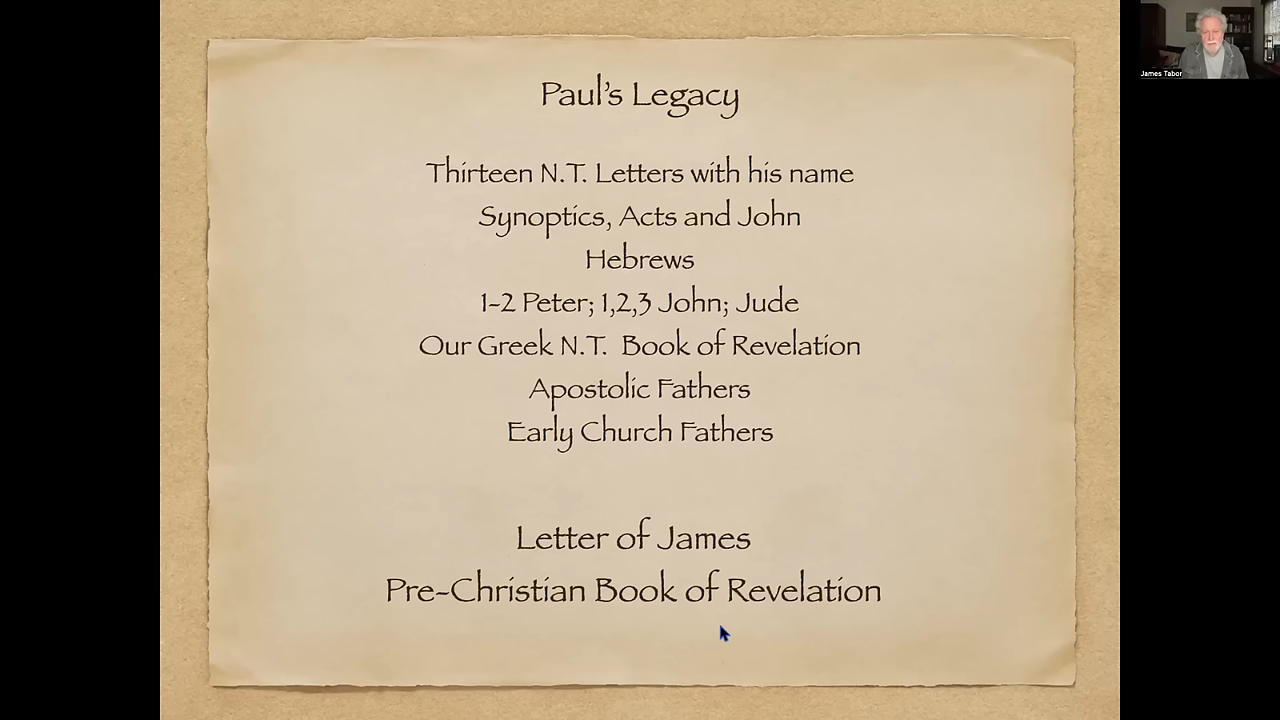 Paul's Legacy
Thirteen N.T. Letters with his name
Synoptics, Acts and John
Hebrews
1-2 Peter; 1,2,3 John; Jude
Our Greek N.T.  Book of Revelation
Apostolic Fathers
Early Church Fathers
Letter of James
Pre-Christian Book of Revelation
James Tabor